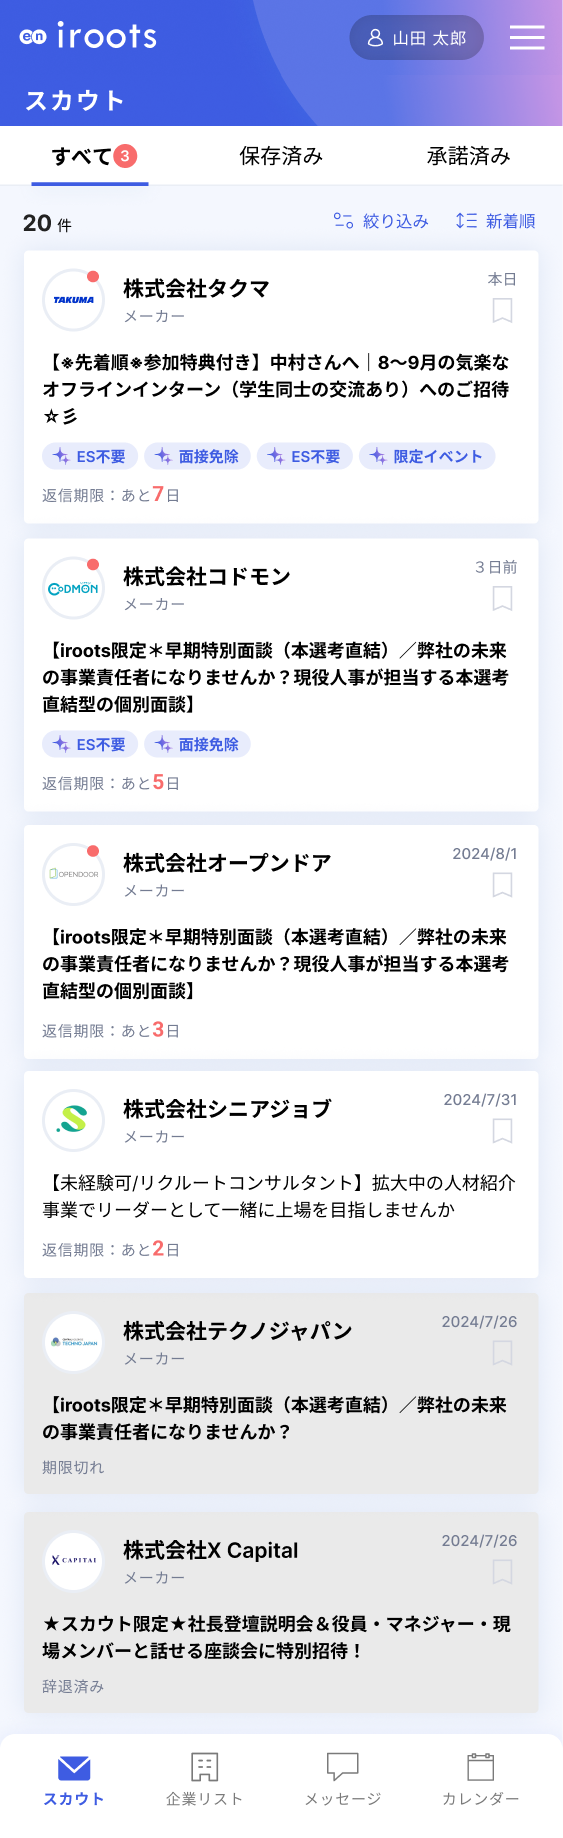 en iroots
山田 太郎
スカウト
すべて 3
保存済み
承諾済み
20 件
絞り込み
新着順
TAKUMA
株式会社タクマ
本日
メーカー
【※先着順※参加特典付き】中村さんへ｜8〜9月の気楽な
オフラインインターン（学生同士の交流あり）へのご招待
☆彡
ES不要
面接免除
ES不要
限定イベント
返信期限：あと7日
CoDMON
株式会社コドモン
３日前
メーカー
【iroots限定＊早期特別面談（本選考直結）／弊社の未来
の事業責任者になりませんか？現役人事が担当する本選考
直結型の個別面談】
ES不要
面接免除
返信期限：あと5日
OPENDOOR
株式会社オープンドア
2024/8/1
メーカー
【iroots限定＊早期特別面談（本選考直結）／弊社の未来
の事業責任者になりませんか？現役人事が担当する本選考
直結型の個別面談】
返信期限：あと3日
株式会社シニアジョブ
2024/7/31
メーカー
【未経験可/リクルートコンサルタント】拡大中の人材紹介
事業でリーダーとして一緒に上場を目指しませんか
返信期限：あと2日
TECHNO JAPAN
株式会社テクノジャパン
2024/7/26
メーカー
【iroots限定＊早期特別面談（本選考直結）／弊社の未来
の事業責任者になりませんか？
期限切れ
X CAPITAL
株式会社X Capital
2024/7/26
メーカー
★スカウト限定★社長登壇説明会＆役員・マネジャー・現
場メンバーと話せる座談会に特別招待！
辞退済み
スカウト
企業リスト
メッセージ
カレンダー